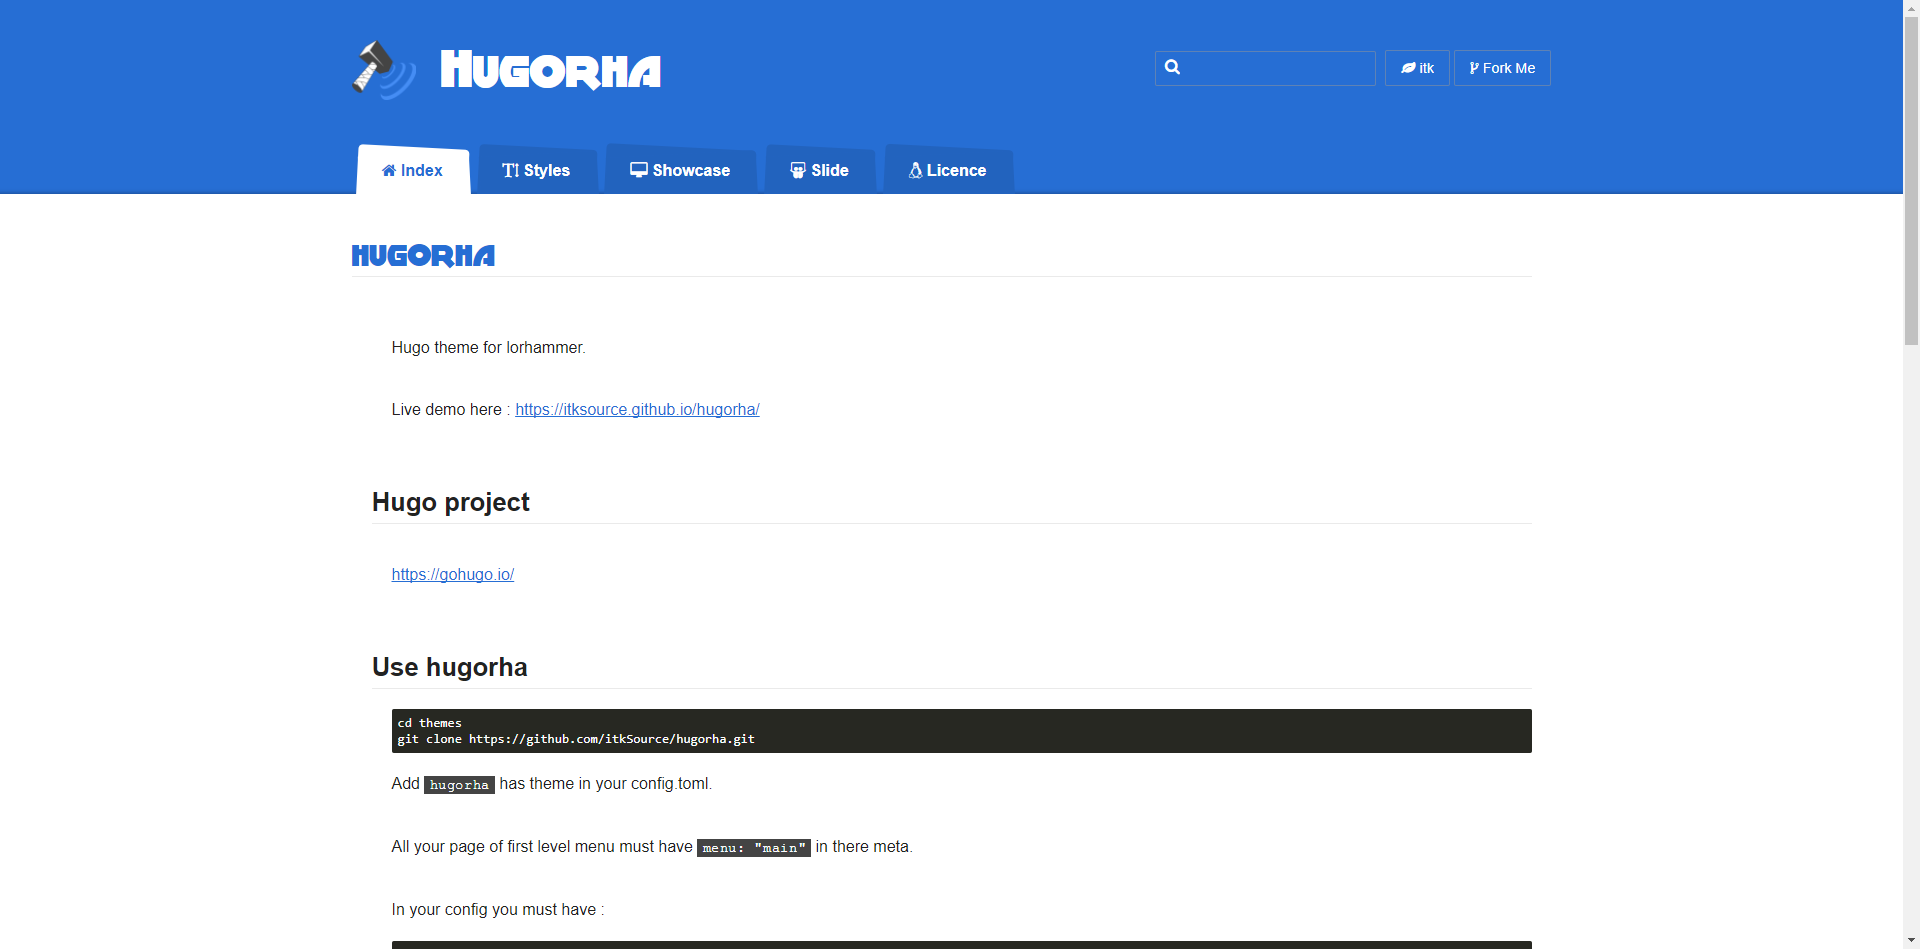 Hugorha
itk
Fork Me
Index
Styles
Showcase
Slide
Licence
HUGORHA
Hugo theme for lorhammer.
Live demo here : https://itksource.github.io/hugorha/
Hugo project
https://gohugo.io/
Use hugorha
cd themes
git clone https://github.com/itkSource/hugorha.git
Add hugorha has theme in your config.toml.
All your page of first level menu must have menu: "main" in there meta.
In your config you must have :